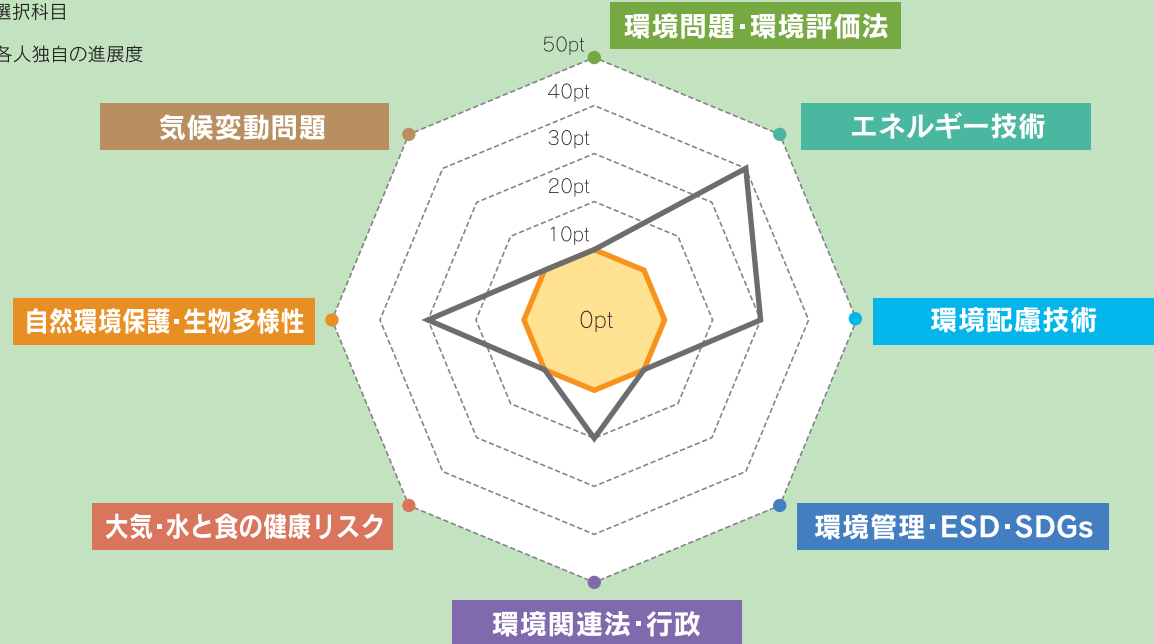 選択科目
各人独自の進展度
環境問題・環境評価法
50pt
40pt
30pt
20pt
10pt
0pt
気候変動問題
エネルギー技術
自然環境保護・生物多様性
環境配慮技術
大気・水と食の健康リスク
環境管理・ESD・SDGs
環境関連法・行政